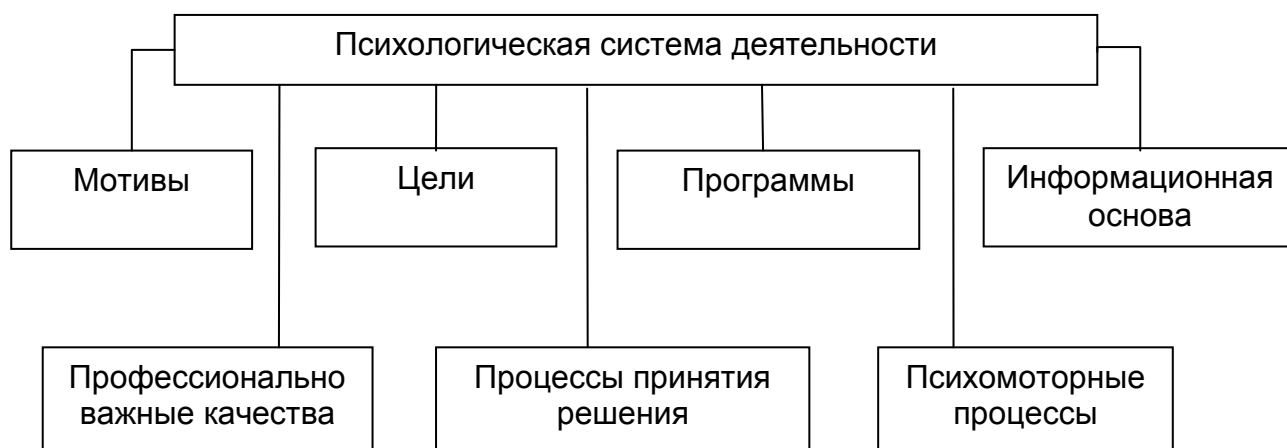 Психологическая система деятельности
Мотивы
Цели
Программы
Информационная
основа
Профессионально
важные качества
Процессы принятия
решения
Психомоторные
процессы